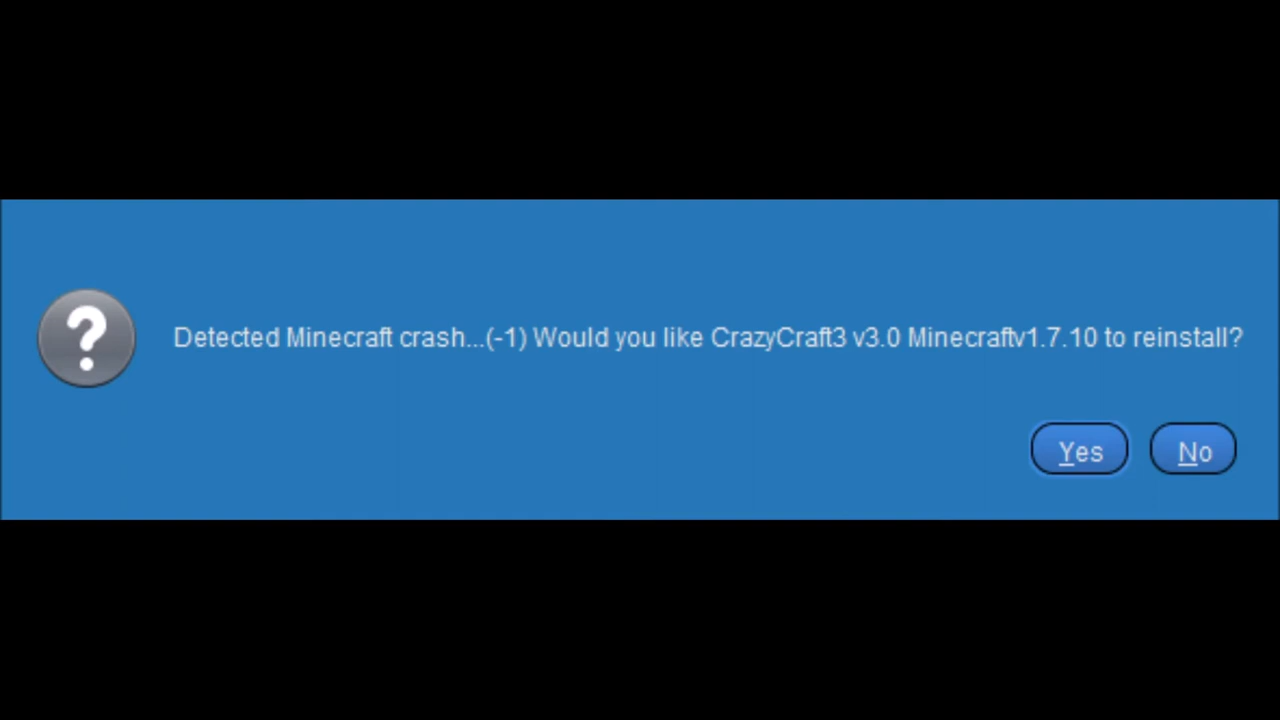 Detected Minecraft crash...(-1) Would you like CrazyCraft3 v3.0 Minecraftv1.7.10 to reinstall?
Yes No